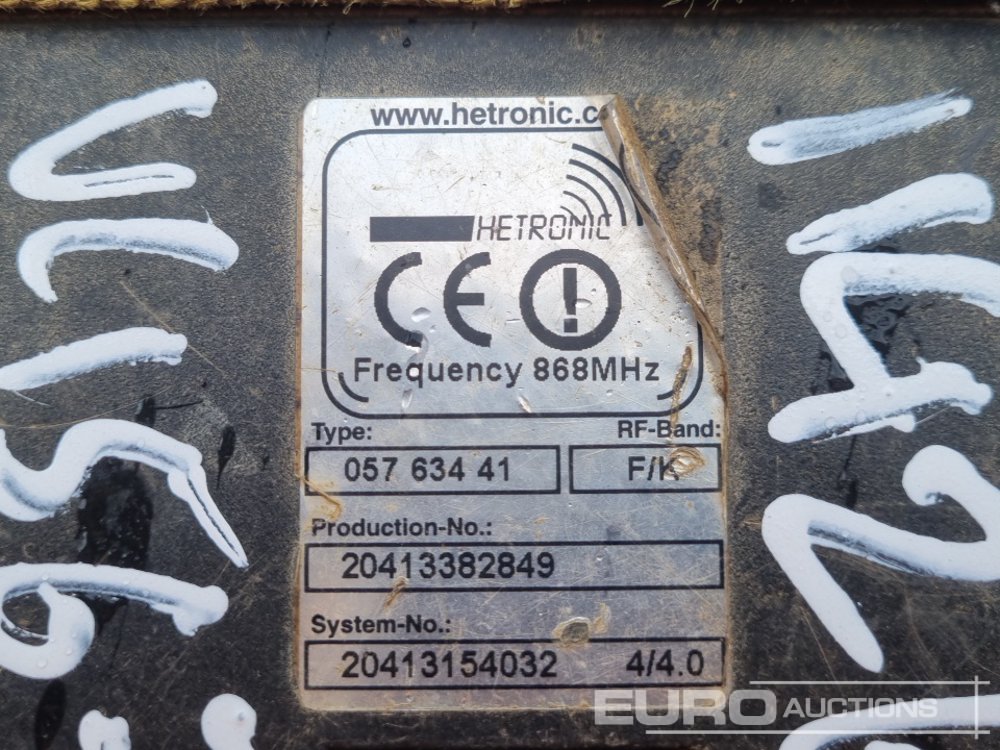 www.hetronic.c
HETRONIC
CE
Frequency 868MHz
Type: RF-Band:
057 634 41 F/K
Production-No.:
20413382849
System-No.:
20413154032 4/4.0
EURO AUCTIONS